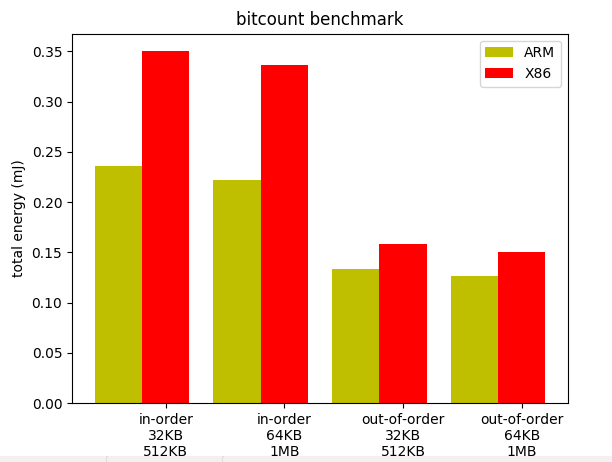 bitcount benchmark
ARM
X86
total energy (mJ)
0.35
0.30
0.25
0.20
0.15
0.10
0.05
0.00
in-order
32KB
512KB
in-order
64KB
1MB
out-of-order
32KB
512KB
out-of-order
64KB
1MB